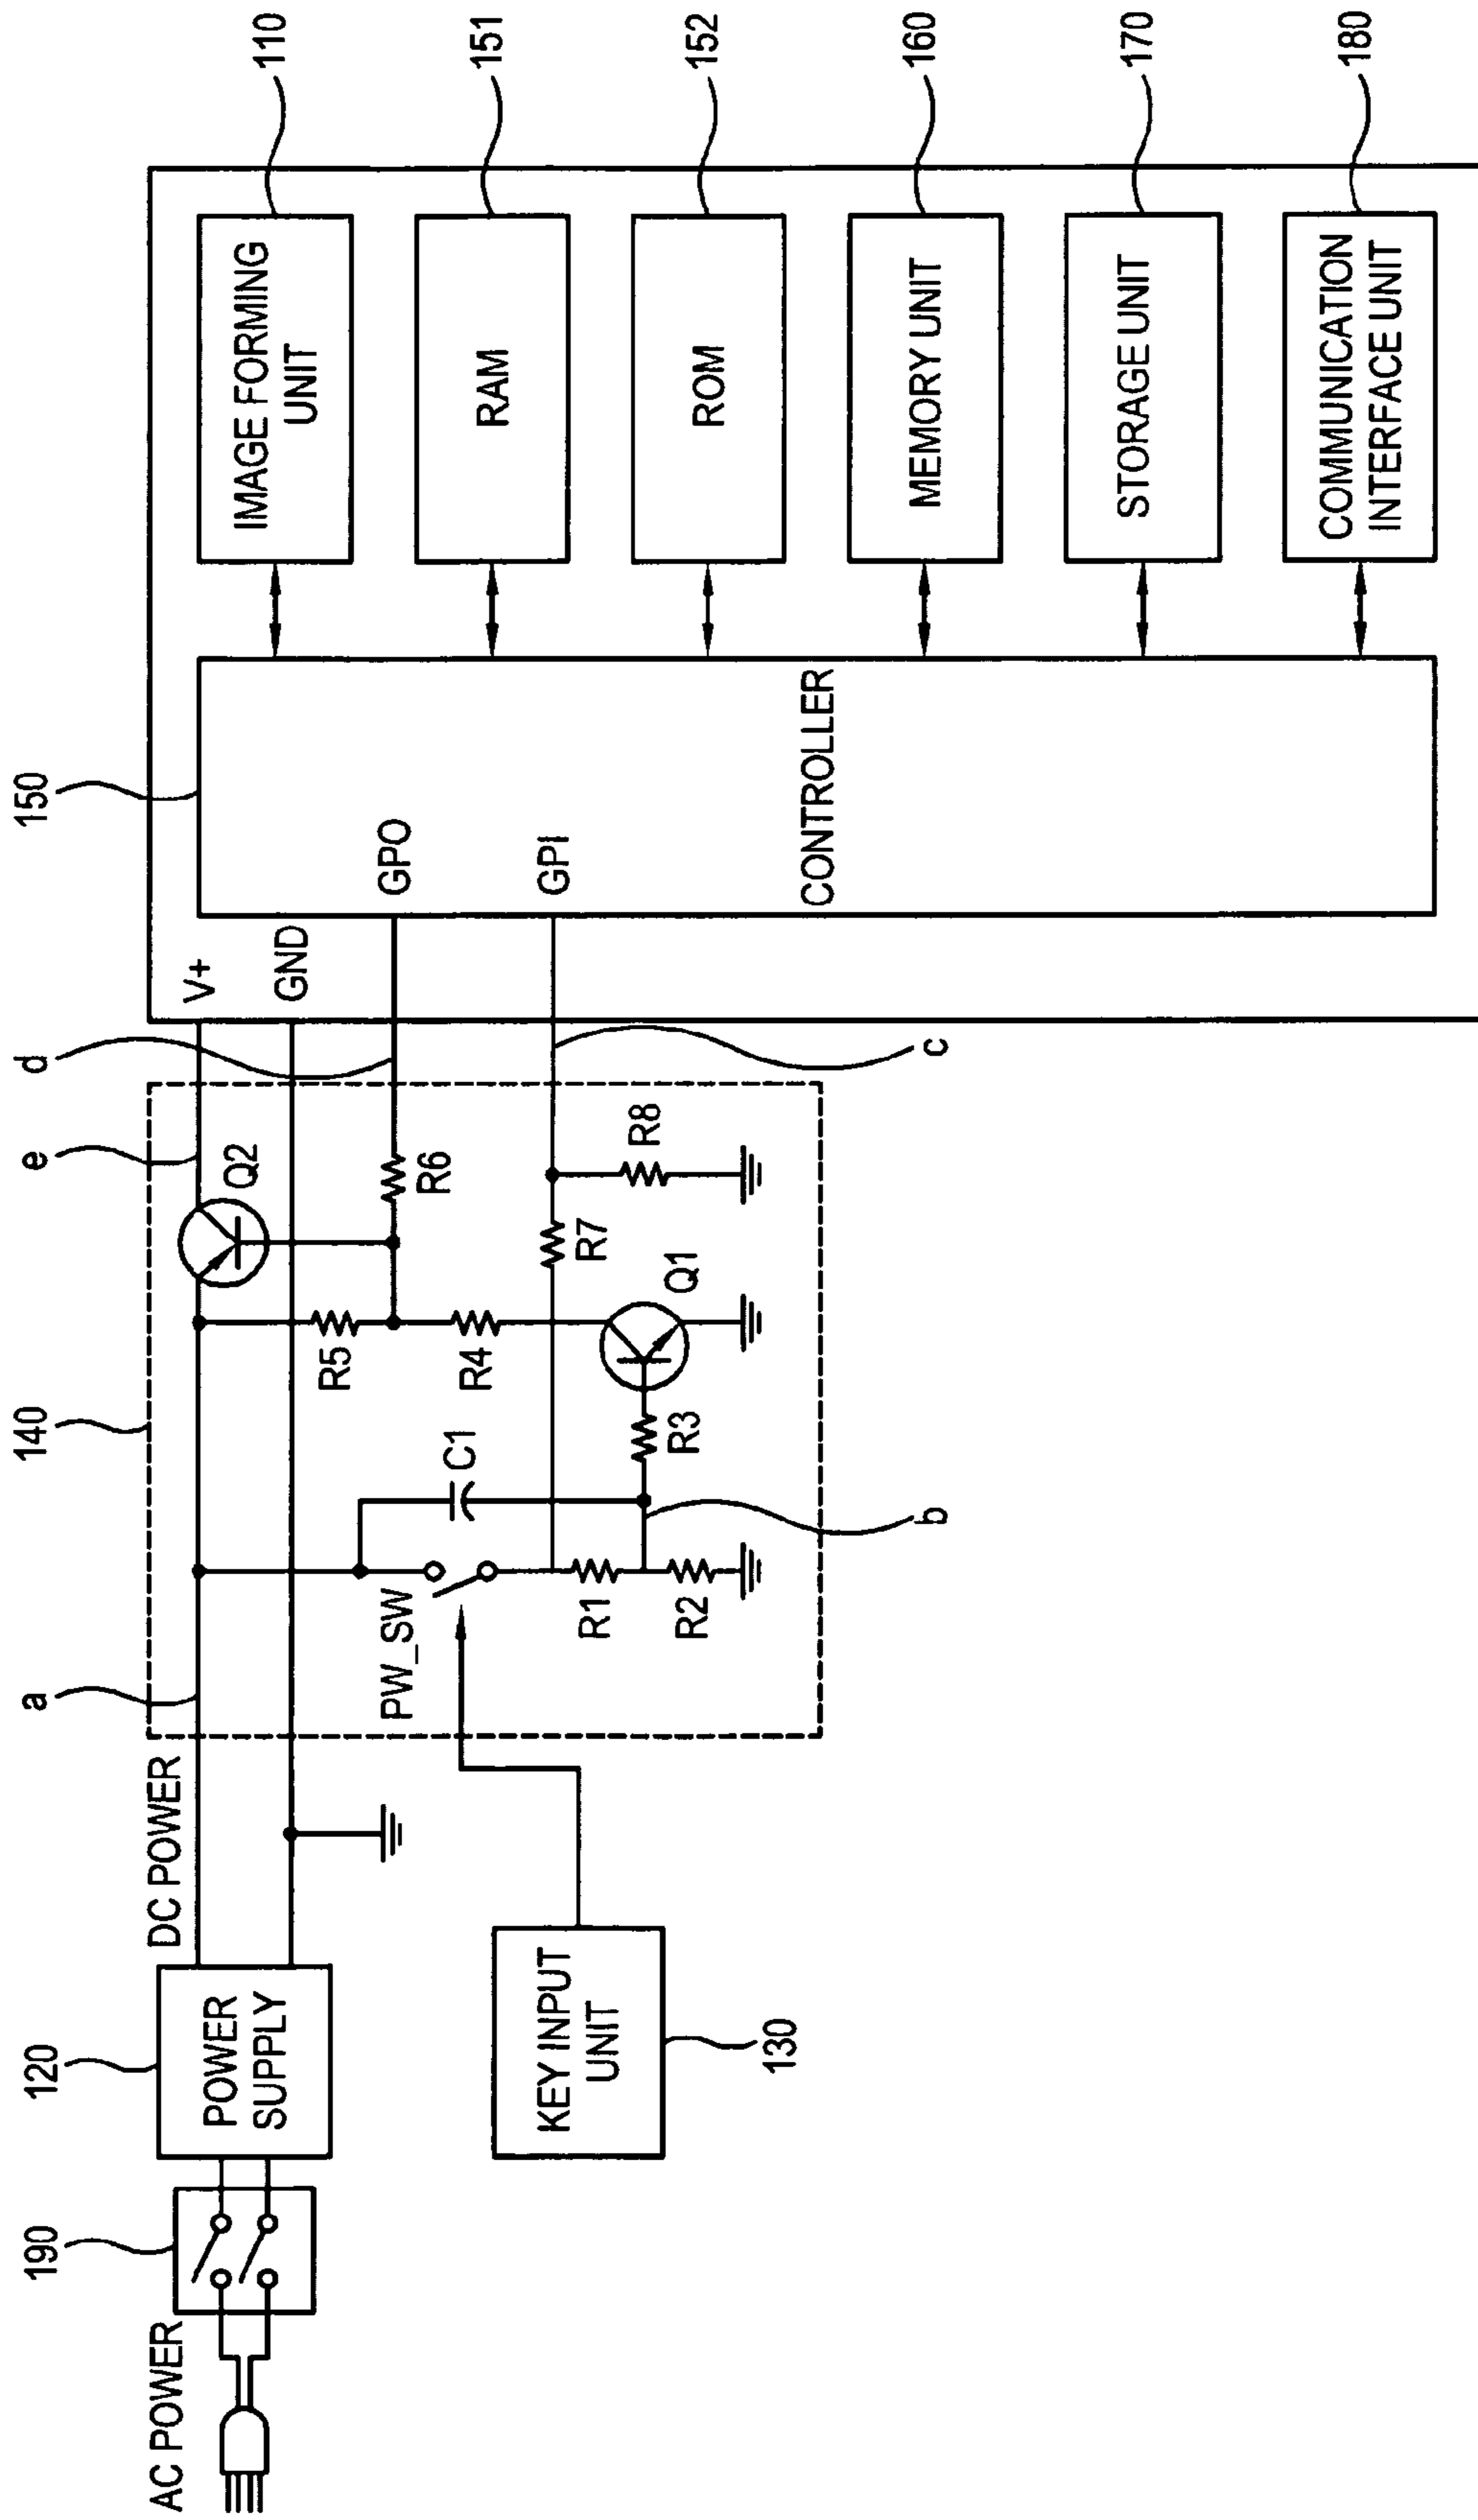 AC POWER
190
120
POWER
SUPPLY
DC POWER
KEY INPUT
UNIT
130
a
140
PW_SW
C1
R1
R2
b
R3
R4
R5
Q1
Q2
R6
R7
R8
e
d
c
V+
GND
150
GPO
GPI
CONTROLLER
IMAGE FORMING
UNIT
110
RAM
151
ROM
152
MEMORY UNIT
160
STORAGE UNIT
170
COMMUNICATION
INTERFACE UNIT
180